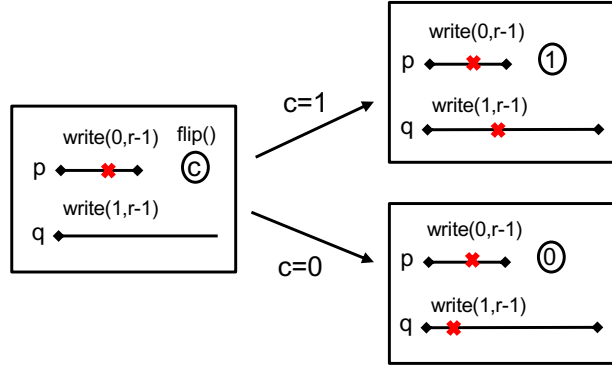 write(0,r-1) flip()
p c
write(1,r-1)
q
c=1
c=0
write(0,r-1)
p 1
write(1,r-1)
q
write(0,r-1)
p 0
write(1,r-1)
q